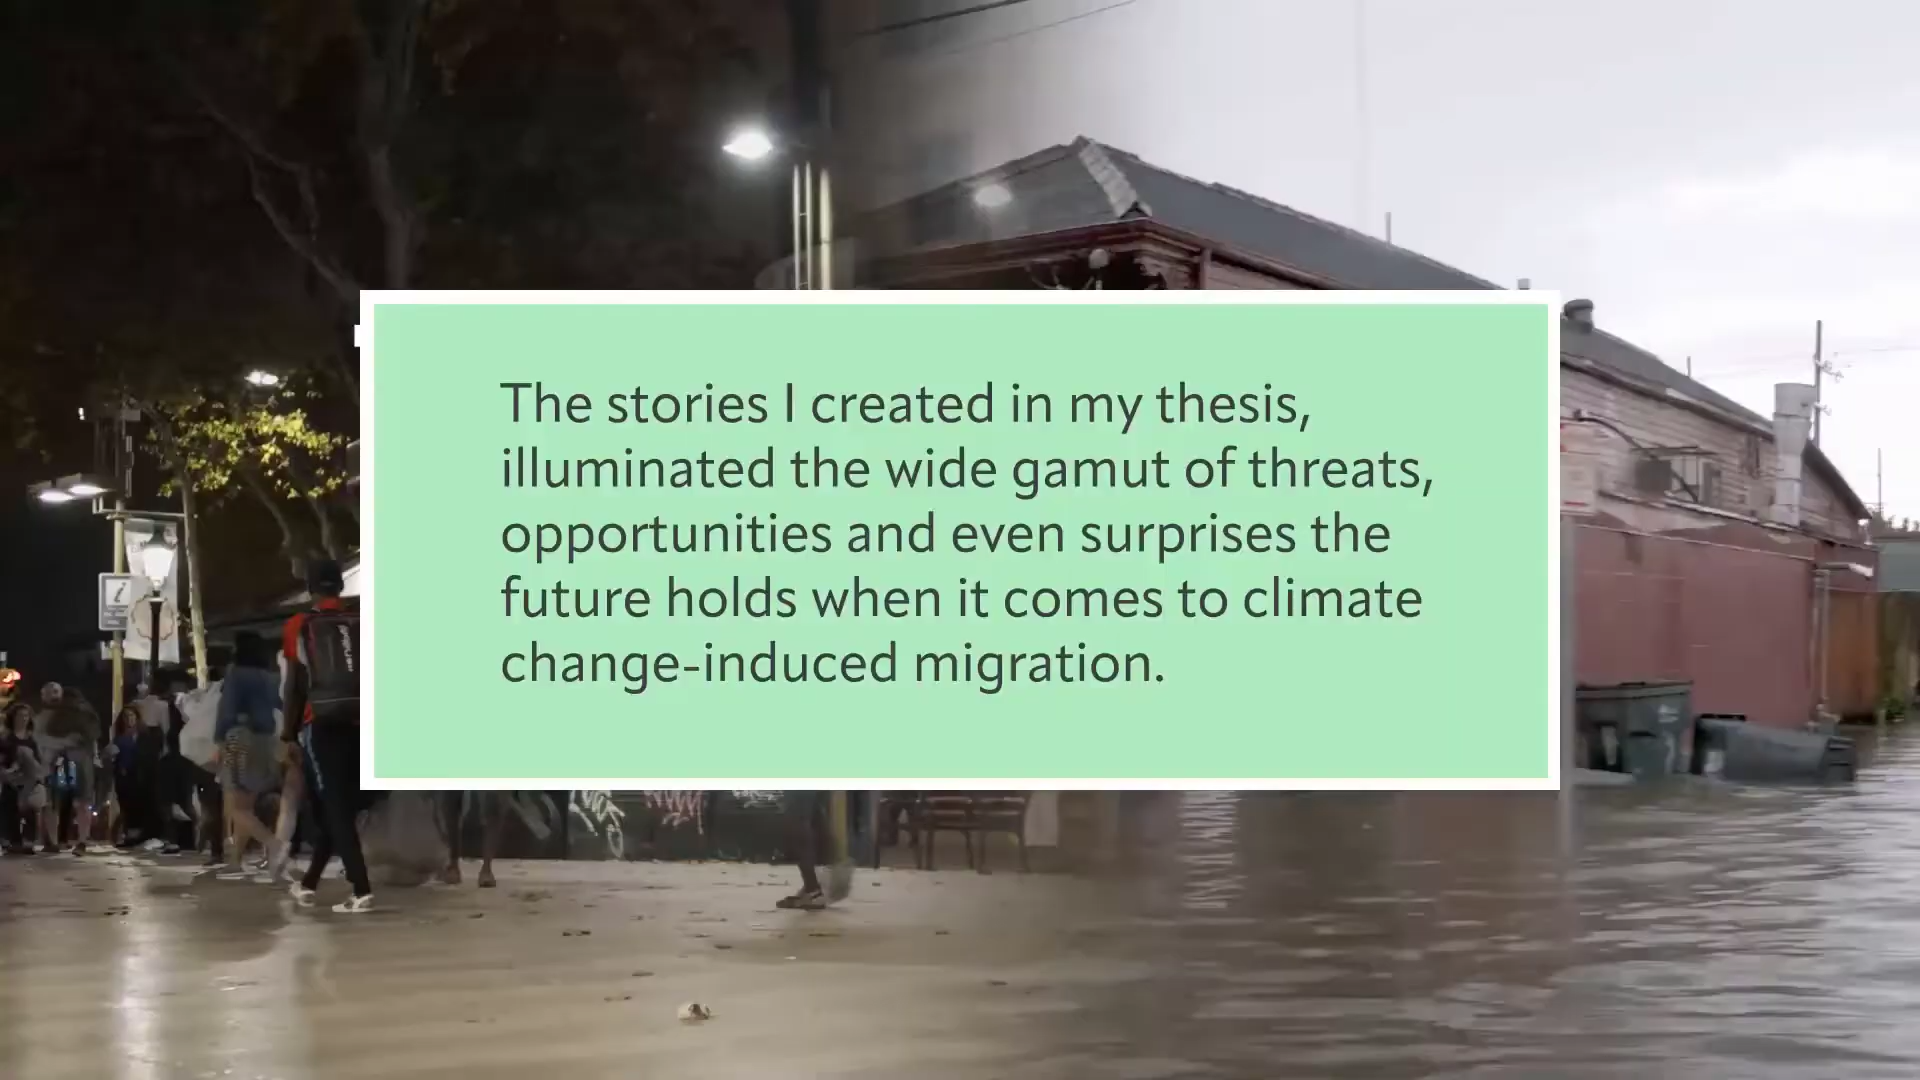 The stories I created in my thesis,
illuminated the wide gamut of threats,
opportunities and even surprises the
future holds when it comes to climate
change-induced migration.
i